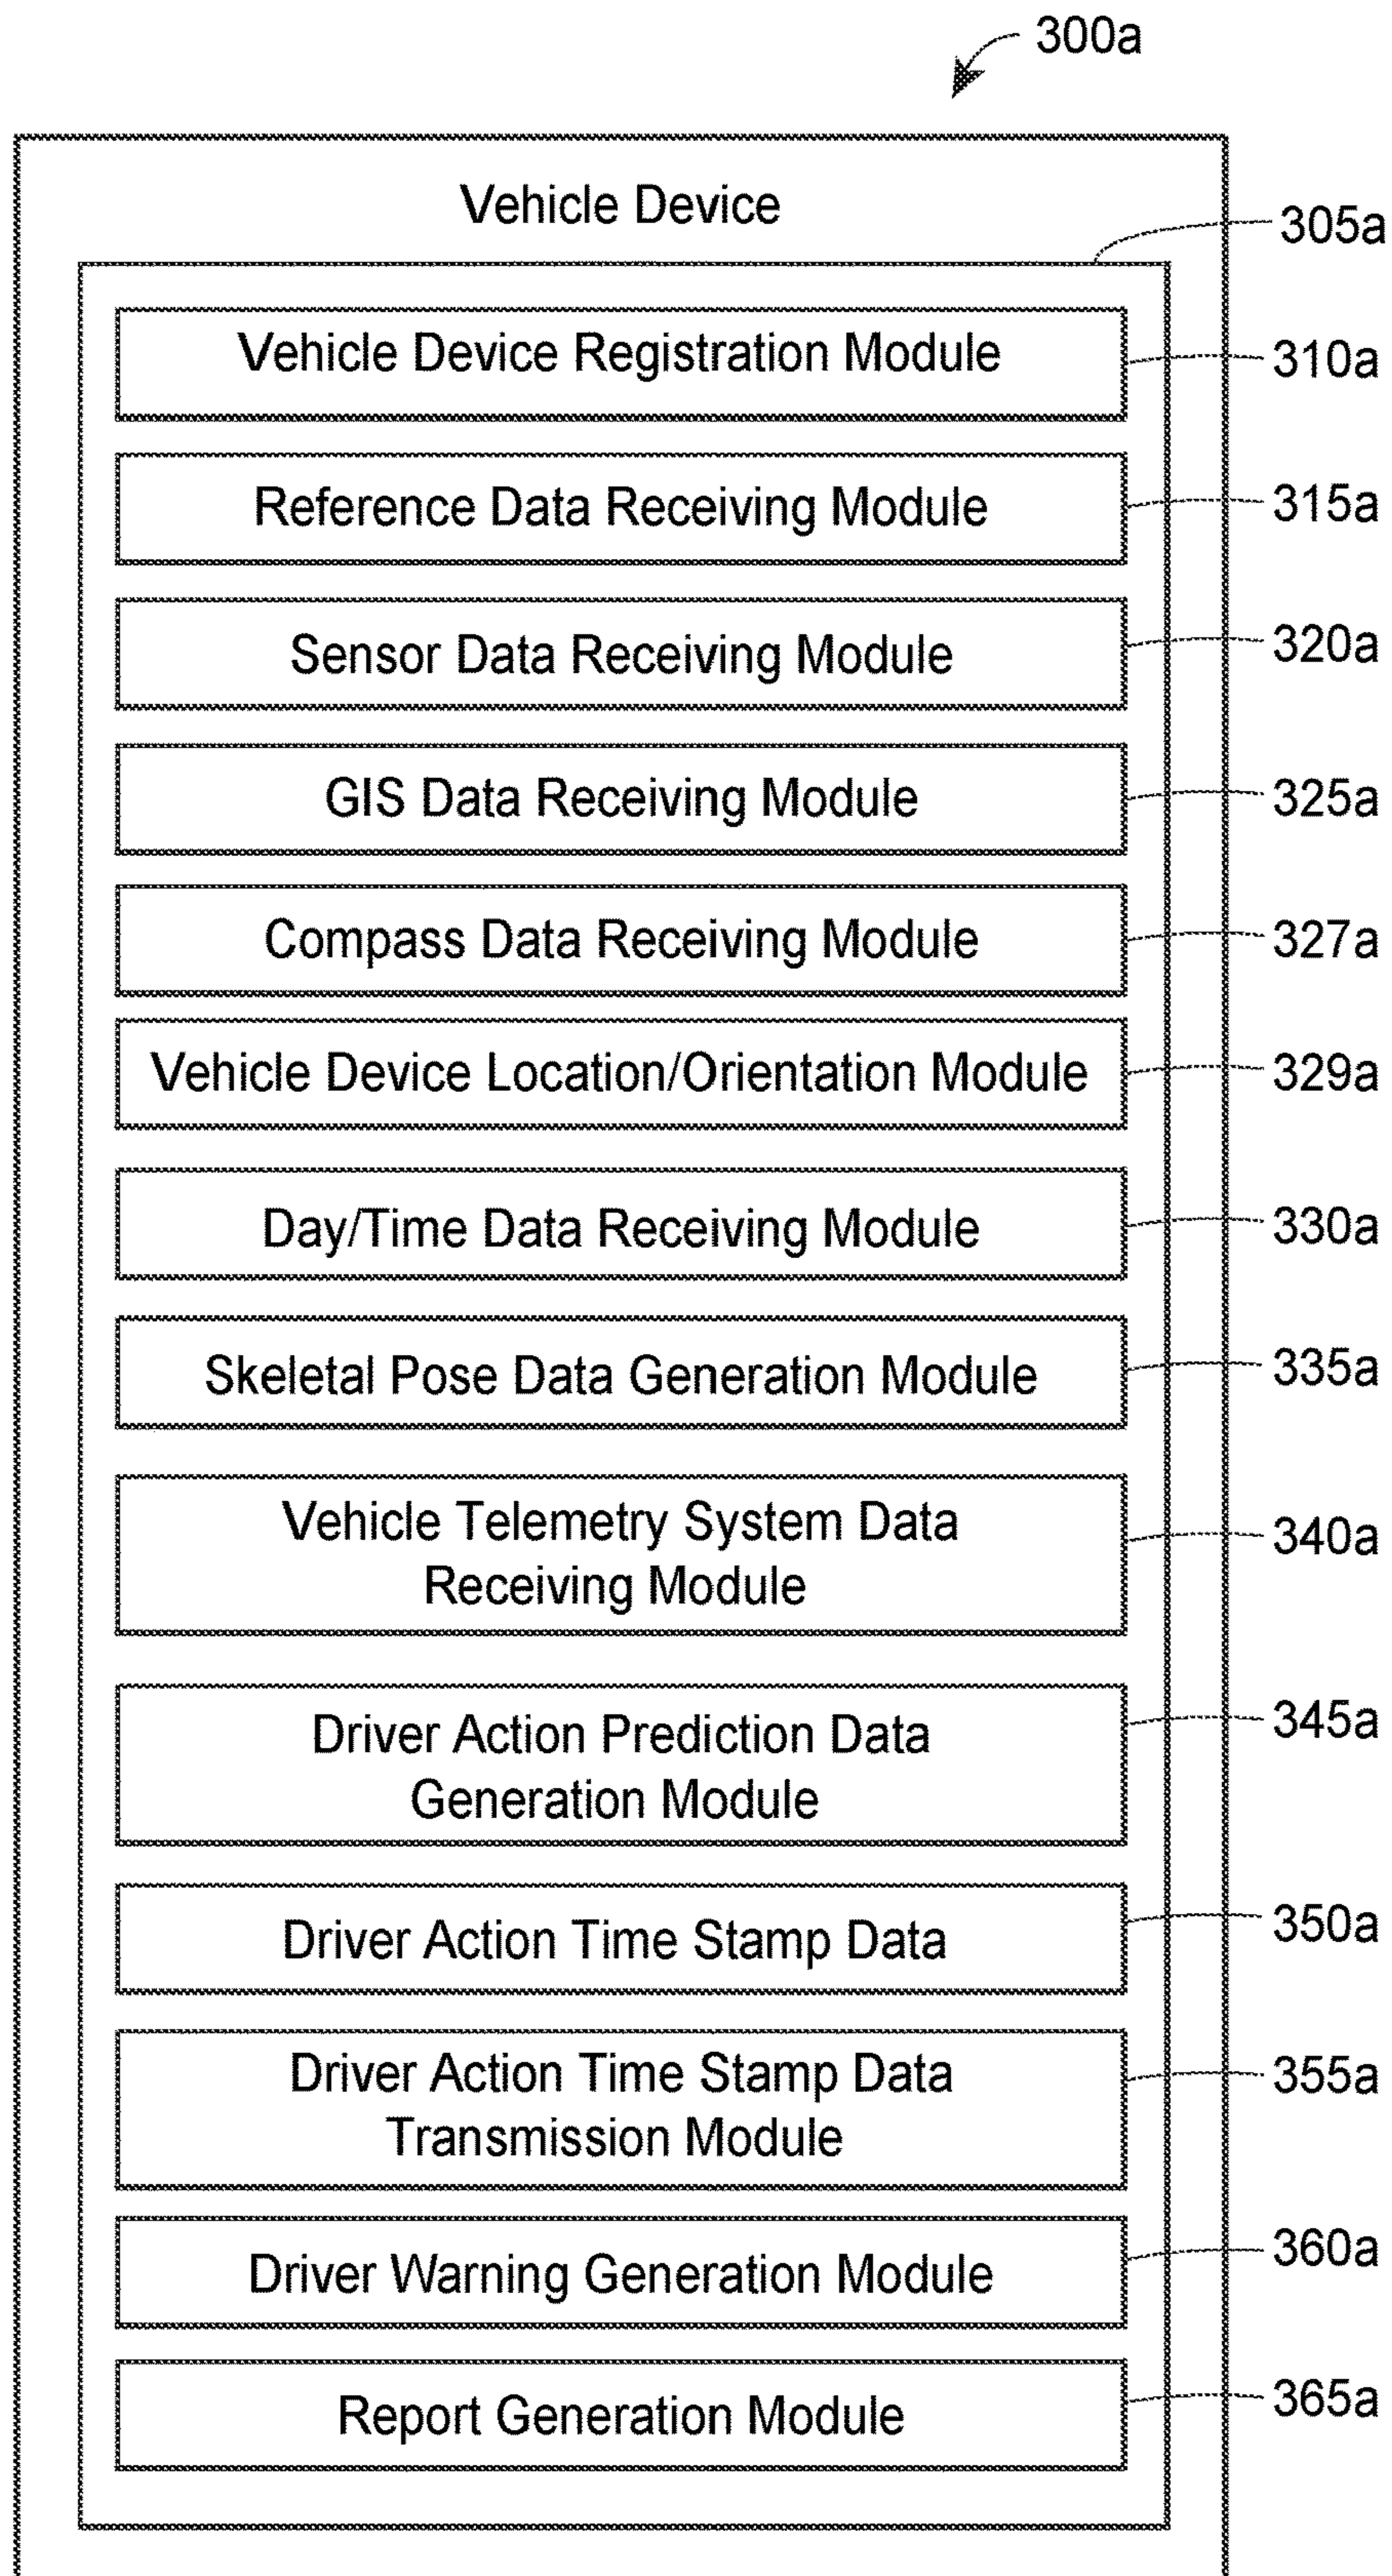 300a
Vehicle Device
305a
Vehicle Device Registration Module
310a
Reference Data Receiving Module
315a
Sensor Data Receiving Module
320a
GIS Data Receiving Module
325a
Compass Data Receiving Module
327a
Vehicle Device Location/Orientation Module
329a
Day/Time Data Receiving Module
330a
Skeletal Pose Data Generation Module
335a
Vehicle Telemetry System Data
Receiving Module
340a
Driver Action Prediction Data
Generation Module
345a
Driver Action Time Stamp Data
350a
Driver Action Time Stamp Data
Transmission Module
355a
Driver Warning Generation Module
360a
Report Generation Module
365a